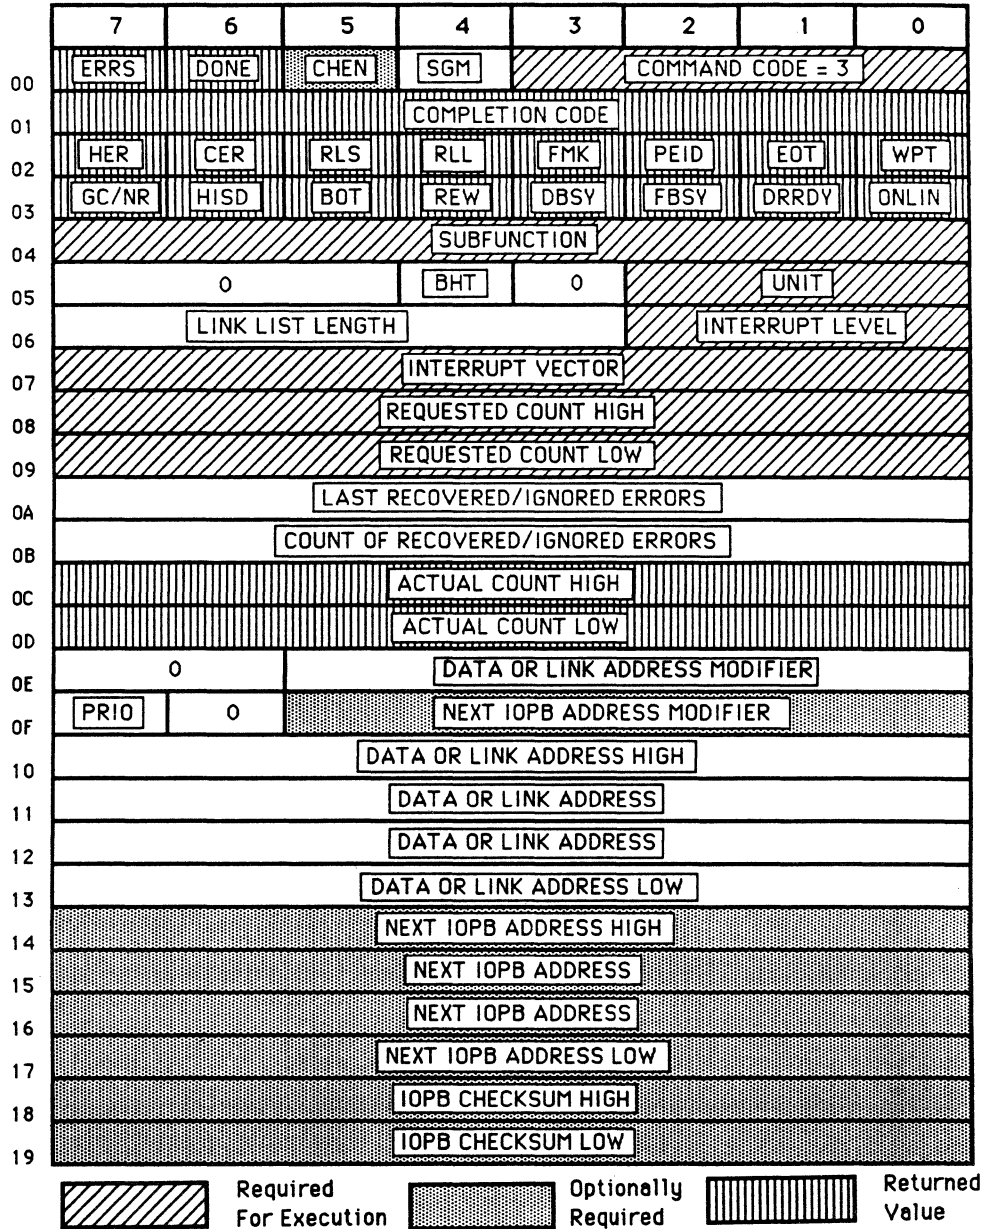 7 6 5 4 3 2 1 0
00 ERRS DONE CHEN SGM COMMAND CODE = 3
01 COMPLETION CODE
02 HER CER RLS RLL FMK PEID EOT WPT
03 GC/NR HISD BOT REW DBSY FBSY DRRDY ONLIN
04 SUBFUNCTION
05 0 BHT 0 UNIT
06 LINK LIST LENGTH INTERRUPT LEVEL
07 INTERRUPT VECTOR
08 REQUESTED COUNT HIGH
09 REQUESTED COUNT LOW
0A LAST RECOVERED/IGNORED ERRORS
0B COUNT OF RECOVERED/IGNORED ERRORS
0C ACTUAL COUNT HIGH
0D ACTUAL COUNT LOW
0E 0 DATA OR LINK ADDRESS MODIFIER
0F PRIO 0 NEXT IOPB ADDRESS MODIFIER
10 DATA OR LINK ADDRESS HIGH
11 DATA OR LINK ADDRESS
12 DATA OR LINK ADDRESS
13 DATA OR LINK ADDRESS LOW
14 NEXT IOPB ADDRESS HIGH
15 NEXT IOPB ADDRESS
16 NEXT IOPB ADDRESS
17 NEXT IOPB ADDRESS LOW
18 IOPB CHECKSUM HIGH
19 IOPB CHECKSUM LOW
Required
For Execution
Optionally
Required
Returned
Value